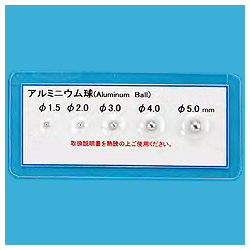 アルミニウム球(Aluminum Ball)
φ1.5 φ2.0 φ3.0 φ4.0 φ5.0 mm
取扱説明書を熟読の上ご使用ください。